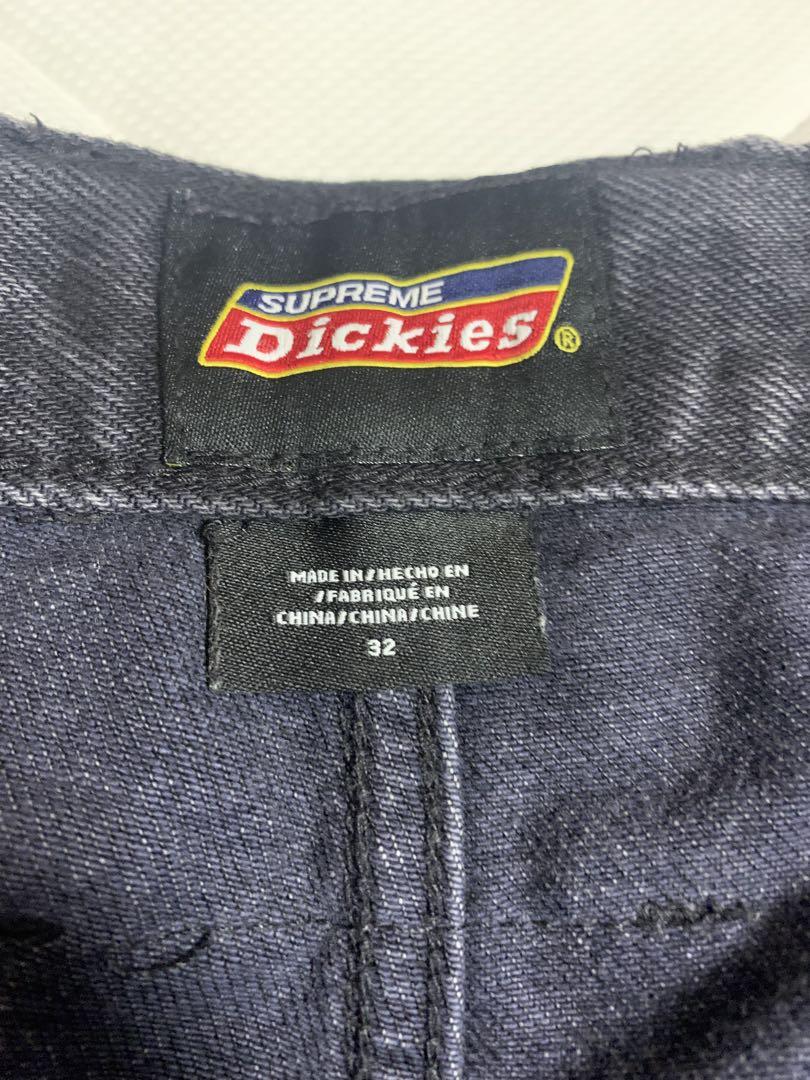 SUPREME
Dickies®
MADE IN/HECHO EN
/FABRIQUÉ EN
CHINA/CHINA/CHINE
32